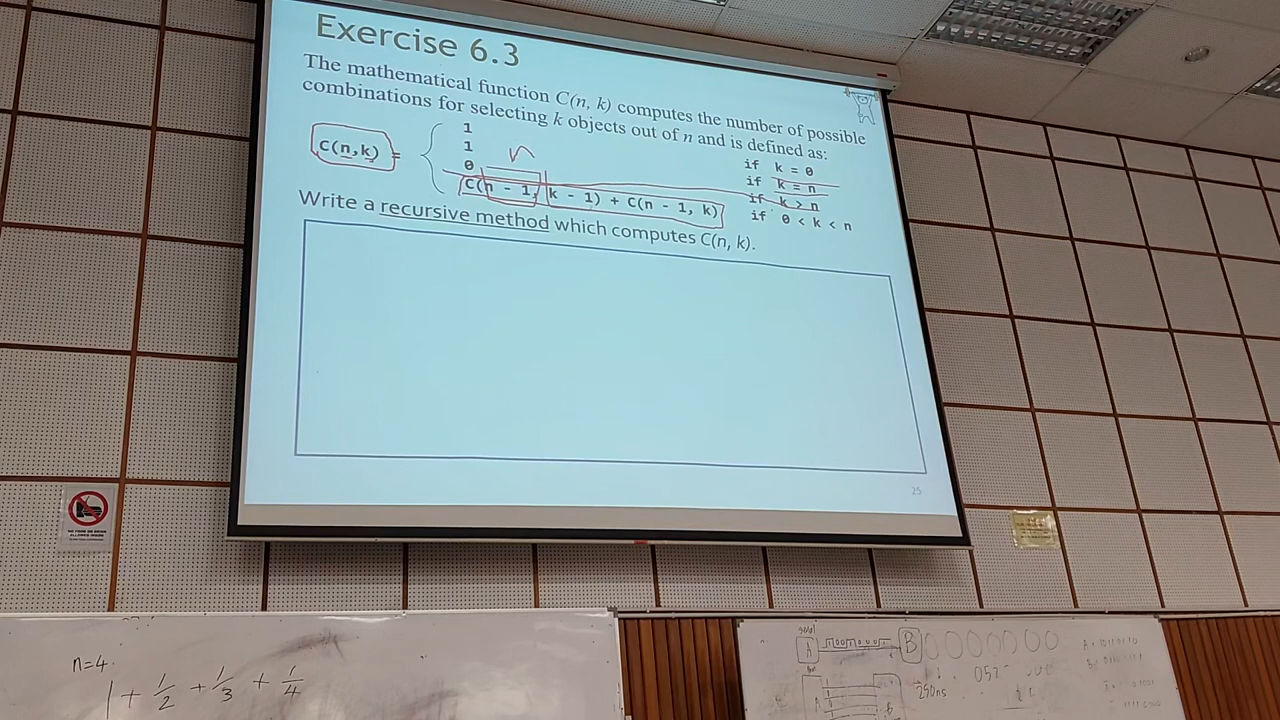 Exercise 6.3
The mathematical function C(n, k) computes the number of possible
combinations for selecting k objects out of n and is defined as:
C(n,k) =
1 if k = 0
1 if k = n
0 if k > n
C(n - 1, k - 1) + C(n - 1, k) if 0 < k < n
n
Write a recursive method which computes C(n, k).
25
n=4
1 + 1/2 + 1/3 + 1/4
A B
250ns
A
B